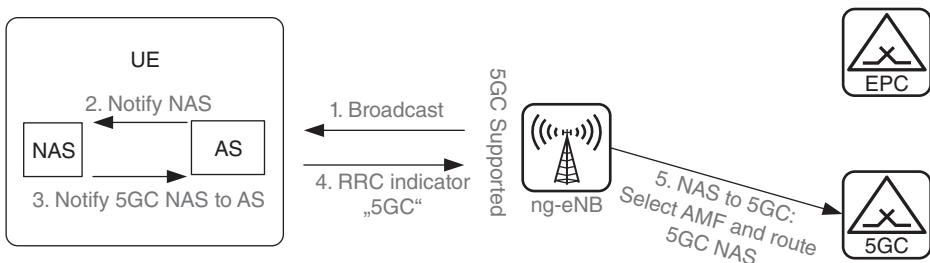 UE
2. Notify NAS
NAS
AS
3. Notify 5GC NAS to AS
1. Broadcast
4. RRC indicator
„5GC“
5GC Supported
ng-eNB
5. NAS to 5GC:
Select AMF and route
5GC NAS
EPC
5GC